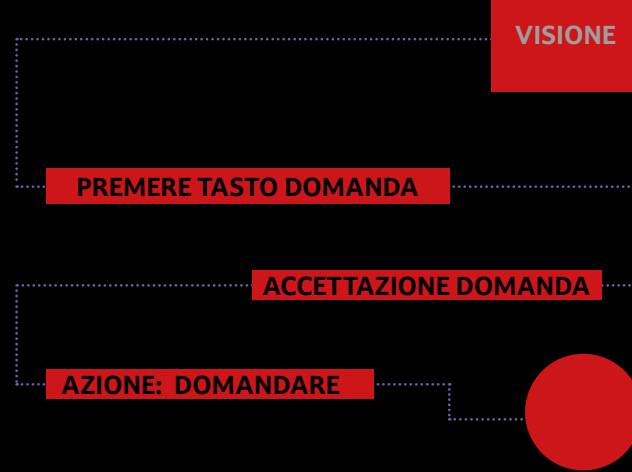 VISIONE
PREMERE TASTO DOMANDA
ACCETTAZIONE DOMANDA
AZIONE: DOMANDARE